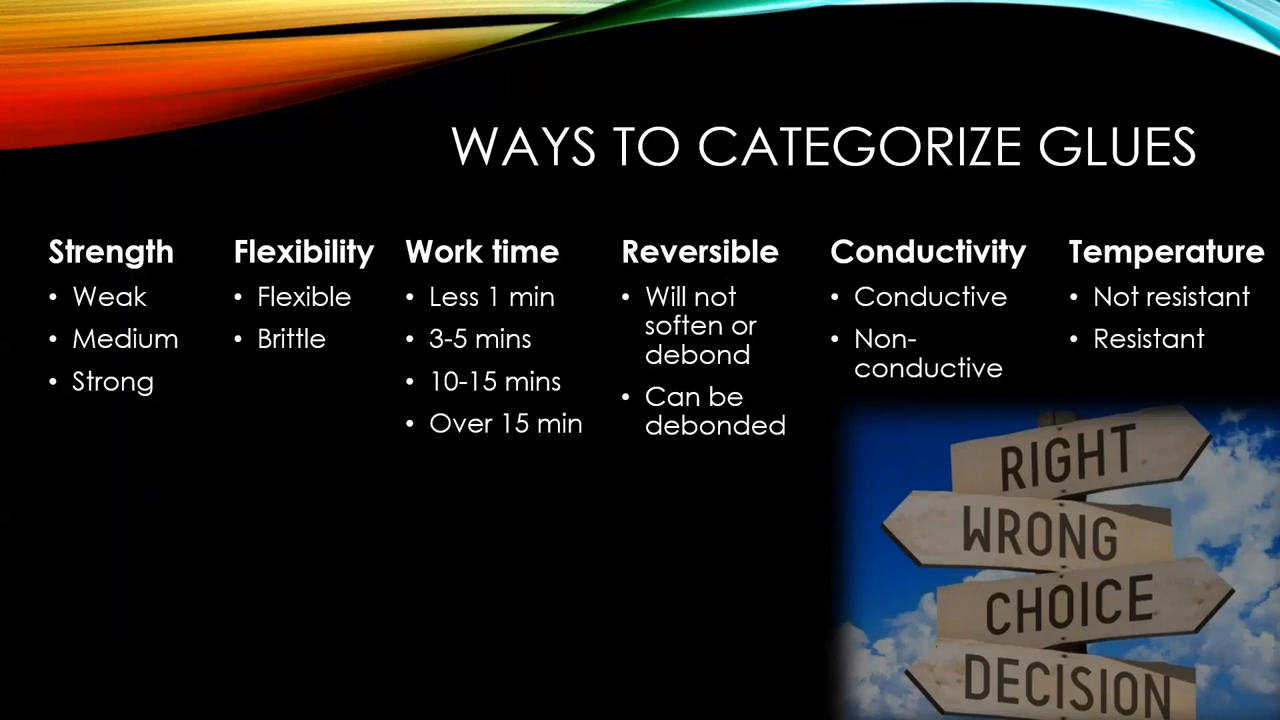 WAYS TO CATEGORIZE GLUES
Strength
• Weak
• Medium
• Strong
Flexibility
• Flexible
• Brittle
Work time
• Less 1 min
• 3-5 mins
• 10-15 mins
• Over 15 min
Reversible
• Will not
soften or
debond
• Can be
debonded
Conductivity
• Conductive
• Non-
conductive
Temperature
• Not resistant
• Resistant
RIGHT
WRONG
CHOICE
DECISION